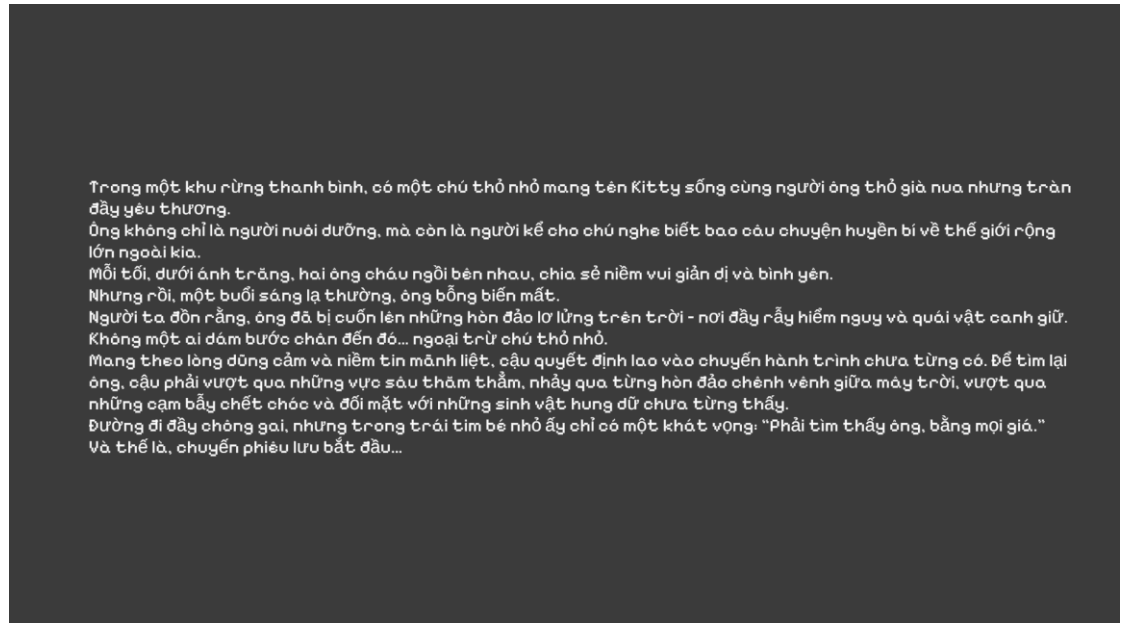 Trong một khu rừng thanh bình, có một chú thỏ nhỏ mang tên Kitty sống cùng người ông thỏ già nua nhưng tràn
đầy yêu thương.
Ông không chỉ là người nuôi dưỡng, mà còn là người kể cho chú nghe biết bao câu chuyện huyền bí về thế giới rộng
lớn ngoài kia.
Mỗi tối, dưới ánh trăng, hai ông cháu ngồi bên nhau, chia sẻ niềm vui giản dị và bình yên.
Nhưng rồi, một buổi sáng lạ thường, ông bỗng biến mất.
Người ta đồn rằng, ông đã bị cuốn lên những hòn đảo lơ lửng trên trời - nơi đầy rẫy hiểm nguy và quái vật canh giữ.
Không một ai dám bước chân đến đó... ngoại trừ chú thỏ nhỏ.
Mang theo lòng dũng cảm và niềm tin mãnh liệt, cậu quyết định lao vào chuyến hành trình chưa từng có. Để tìm lại
ông, cậu phải vượt qua những vực sâu thăm thẳm, nhảy qua từng hòn đảo chênh vênh giữa mây trời, vượt qua
những cạm bẫy chết chóc và đối mặt với những sinh vật hung dữ chưa từng thấy.
Đường đi đầy chông gai, nhưng trong trái tim bé nhỏ ấy chỉ có một khát vọng: “Phải tìm thấy ông, bằng mọi giá.”
Và thế là, chuyến phiêu lưu bắt đầu...